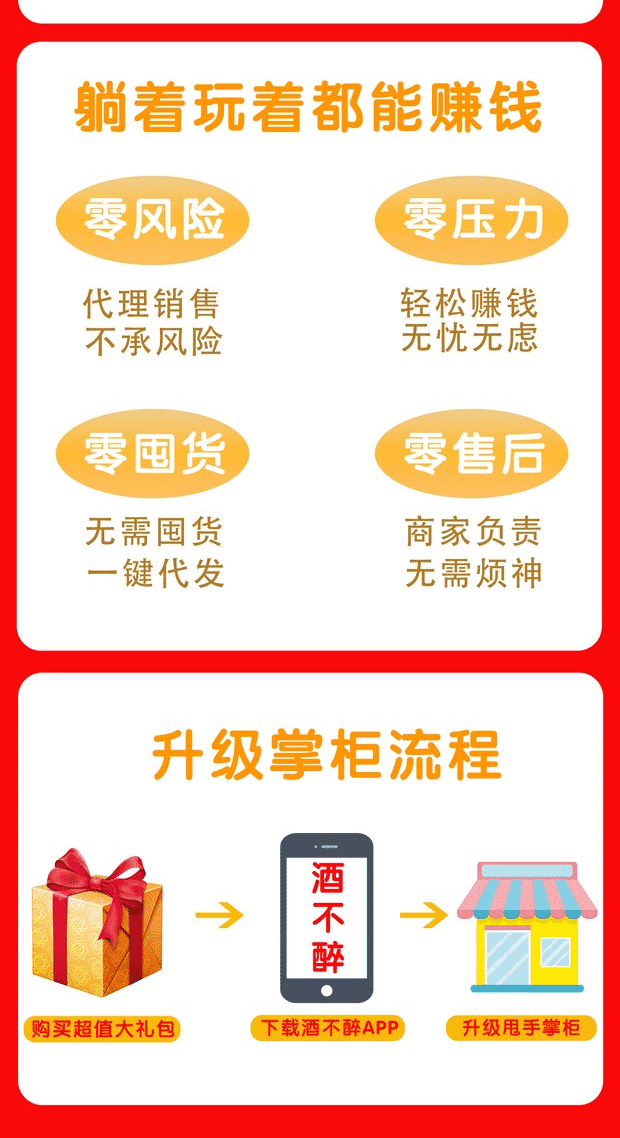 躺着玩着都能赚钱
零风险
零压力
代理销售
不承风险
轻松赚钱
无忧无虑
零囤货
零售后
无需囤货
一键代发
商家负责
无需烦神
升级掌柜流程
酒
不
醉
购买超值大礼包
下载酒不醉APP
升级甩手掌柜